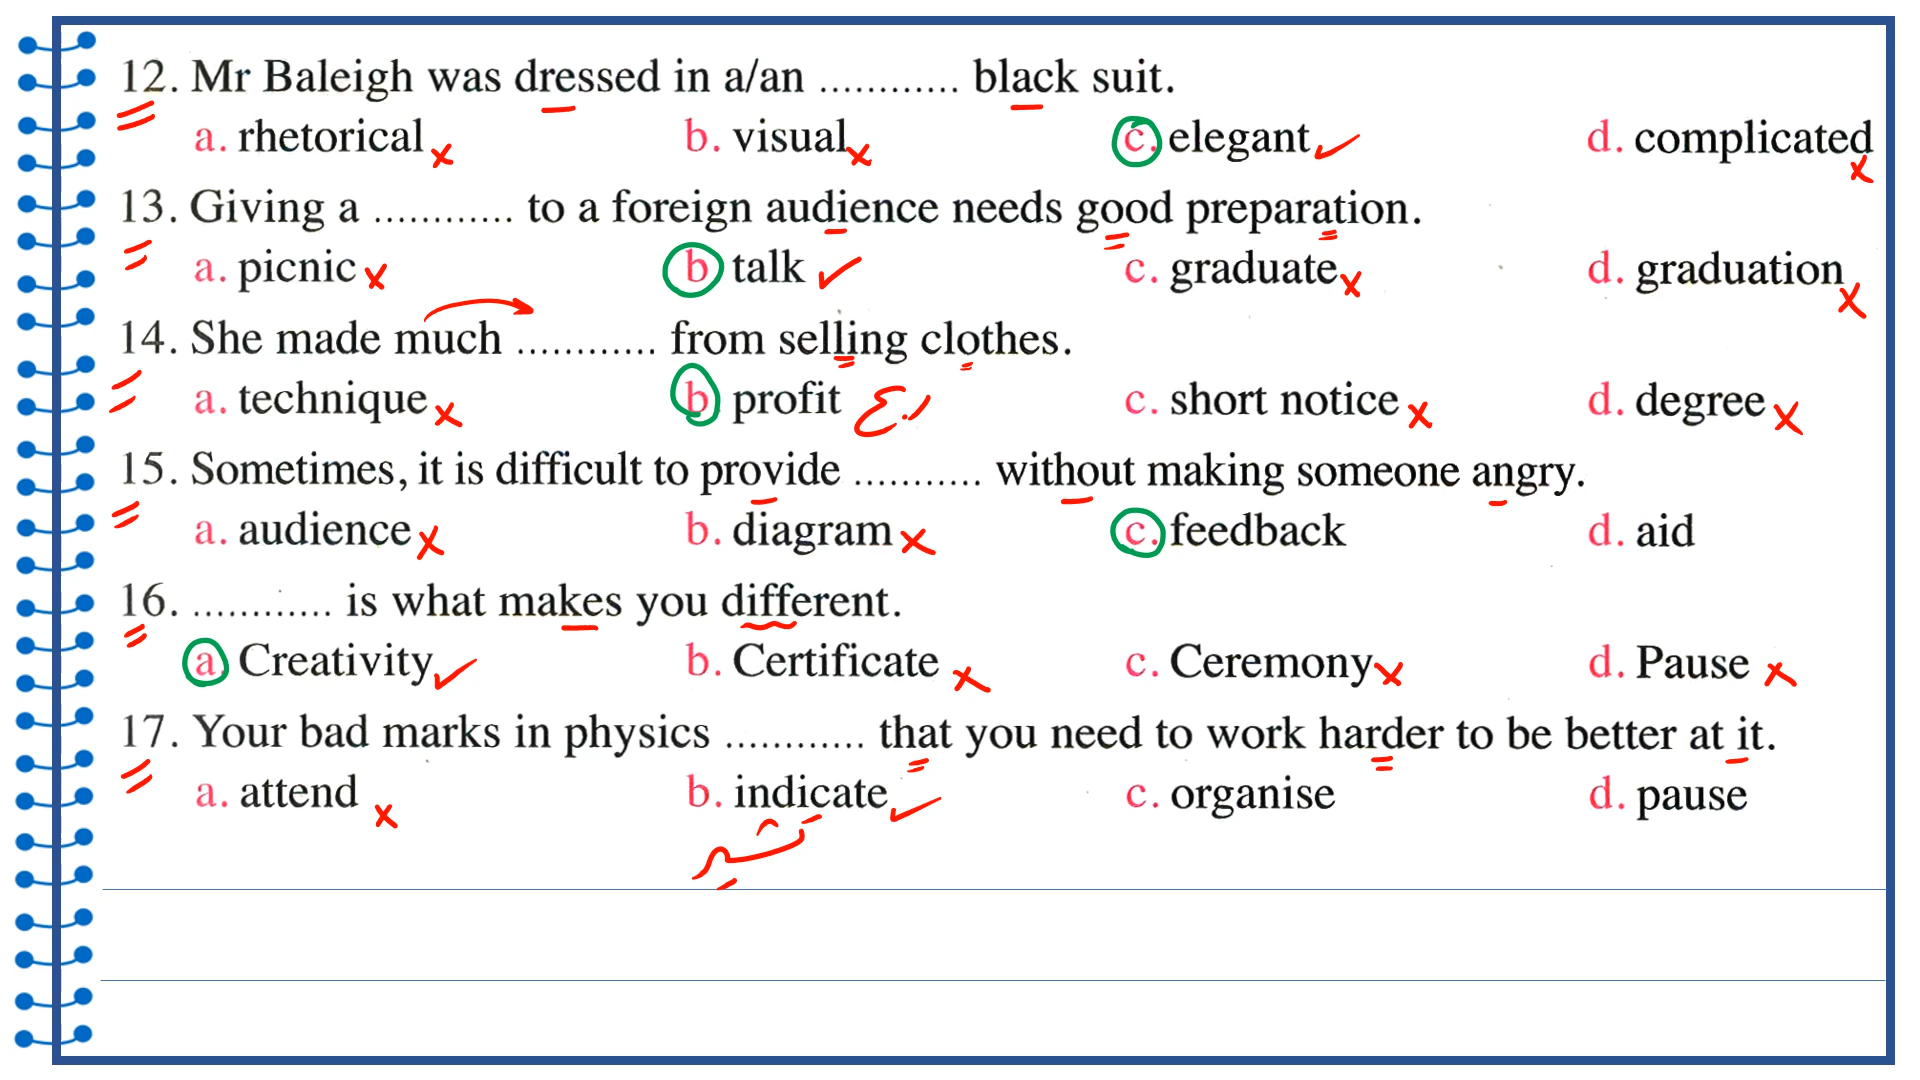 12. Mr Baleigh was dressed in a/an ............ black suit.
a. rhetorical b. visual c. elegant d. complicated
13. Giving a ............ to a foreign audience needs good preparation.
a. picnic b talk c. graduate d. graduation
14. She made much ............ from selling clothes.
a. technique b profit c. short notice d. degree
15. Sometimes, it is difficult to provide ........... without making someone angry.
a. audience b. diagram c. feedback d. aid
16. ............ is what makes you different.
a. Creativity b. Certificate c. Ceremony d. Pause
17. Your bad marks in physics ............ that you need to work harder to be better at it.
a. attend b. indicate c. organise d. pause